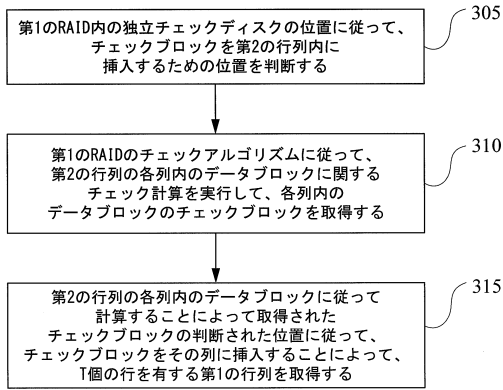 第1のRAID内の独立チェックディスクの位置に従って、
チェックブロックを第2の行列内に
挿入するための位置を判断する
305
第1のRAIDのチェックアルゴリズムに従って、
第2の行列の各列内のデータブロックに関する
チェック計算を実行して、各列内の
データブロックのチェックブロックを取得する
310
第2の行列の各列内のデータブロックに従って
計算することによって取得された
チェックブロックの判断された位置に従って、
チェックブロックをその列に挿入することによって、
T個の行を有する第1の行列を取得する
315